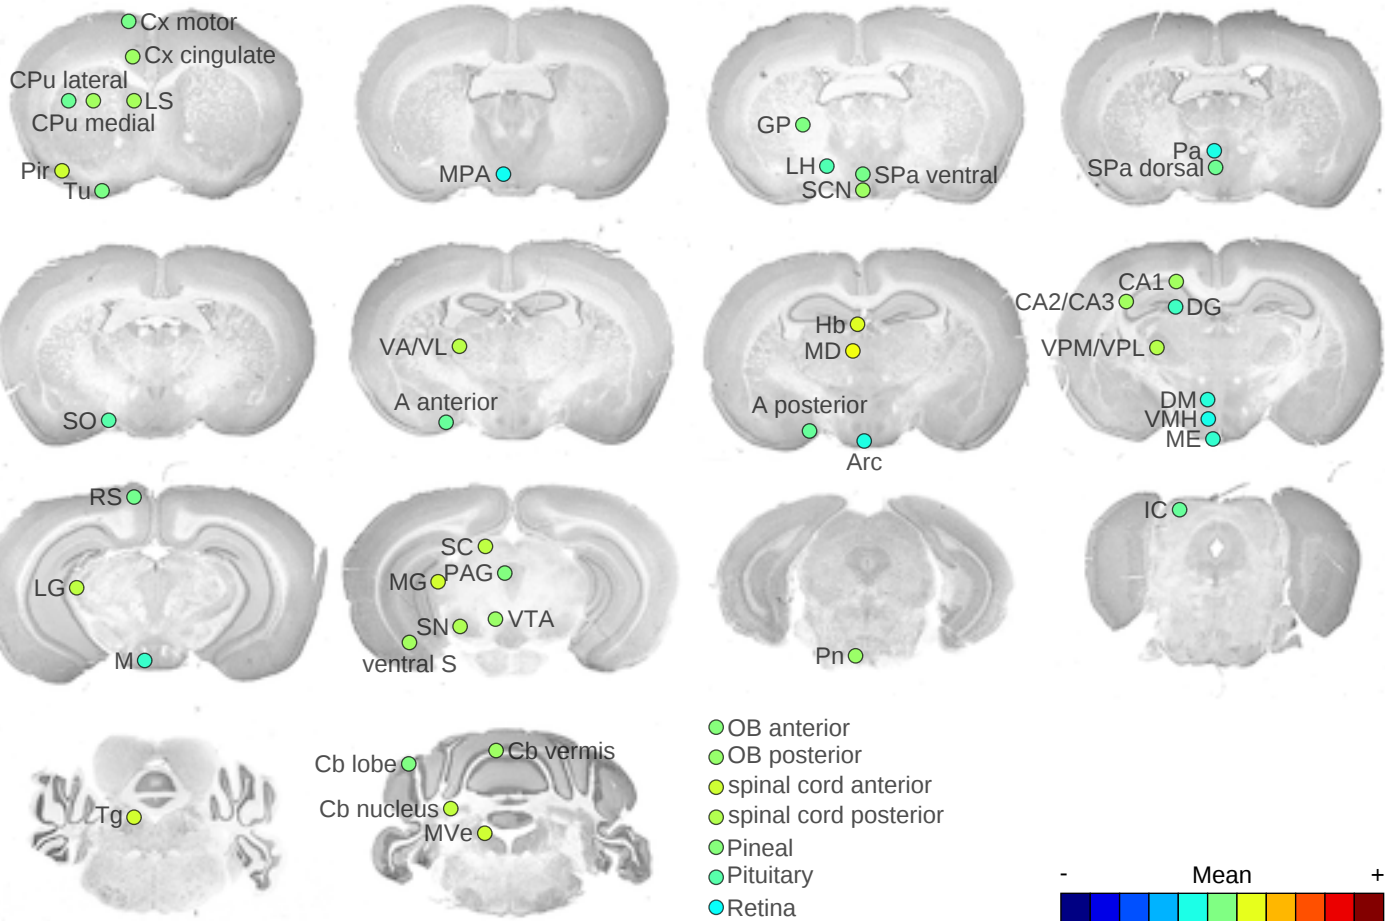 Cx motor
Cx cingulate
CPu lateral
LS
CPu medial
Pir
Tu
MPA
GP
LH
SPa ventral
SCN
Pa
SPa dorsal
SO
VA/VL
A anterior
Hb
MD
A posterior
Arc
CA1
CA2/CA3
DG
VPM/VPL
DM
VMH
ME
RS
LG
M
SC
MG
PAG
SN
VTA
ventral S
Pn
IC
Tg
Cb lobe
Cb vermis
Cb nucleus
MVe
OB anterior
OB posterior
spinal cord anterior
spinal cord posterior
Pineal
Pituitary
Retina
- Mean +